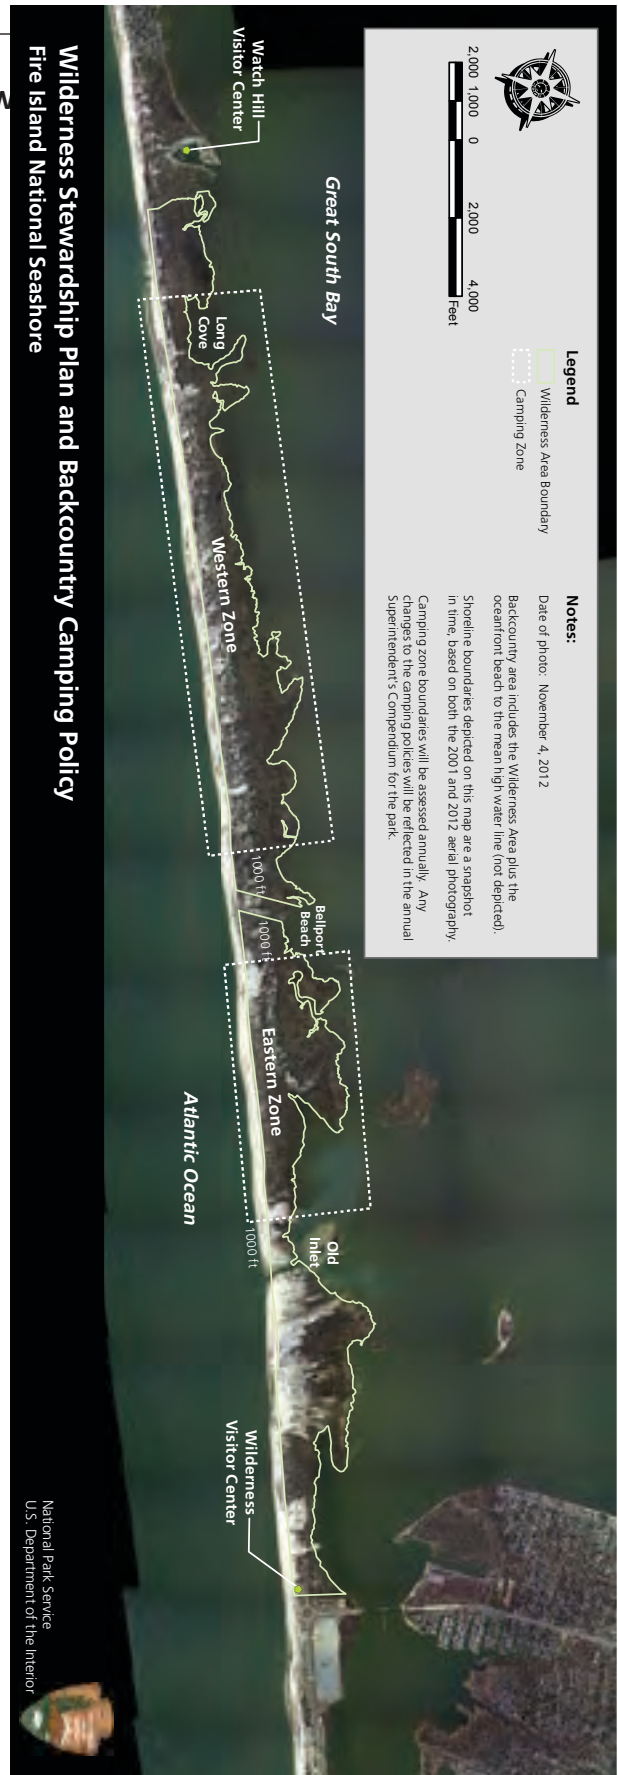 W
2,000 1,000 0 2,000 4,000
Feet
Legend
Wilderness Area Boundary
Camping Zone
Notes:
Date of photo: November 4, 2012
Backcountry area includes the Wilderness Area plus the
oceanfront beach to the mean high water line (not depicted).
Shoreline boundaries depicted on this map are a snapshot
in time, based on both the 2001 and 2012 aerial photography.
Camping zone boundaries will be assessed annually. Any
changes to the camping policies will be reflected in the annual
Superintendent's Compendium for the park.
Great South Bay
Watch Hill
Visitor Center
Long
Cove
Western Zone
1000 ft
Bellport
Beach
1000 ft
Eastern Zone
Old
Inlet
1000 ft
Atlantic Ocean
Wilderness
Visitor Center
Wilderness Stewardship Plan and Backcountry Camping Policy
Fire Island National Seashore
National Park Service
U.S. Department of the Interior